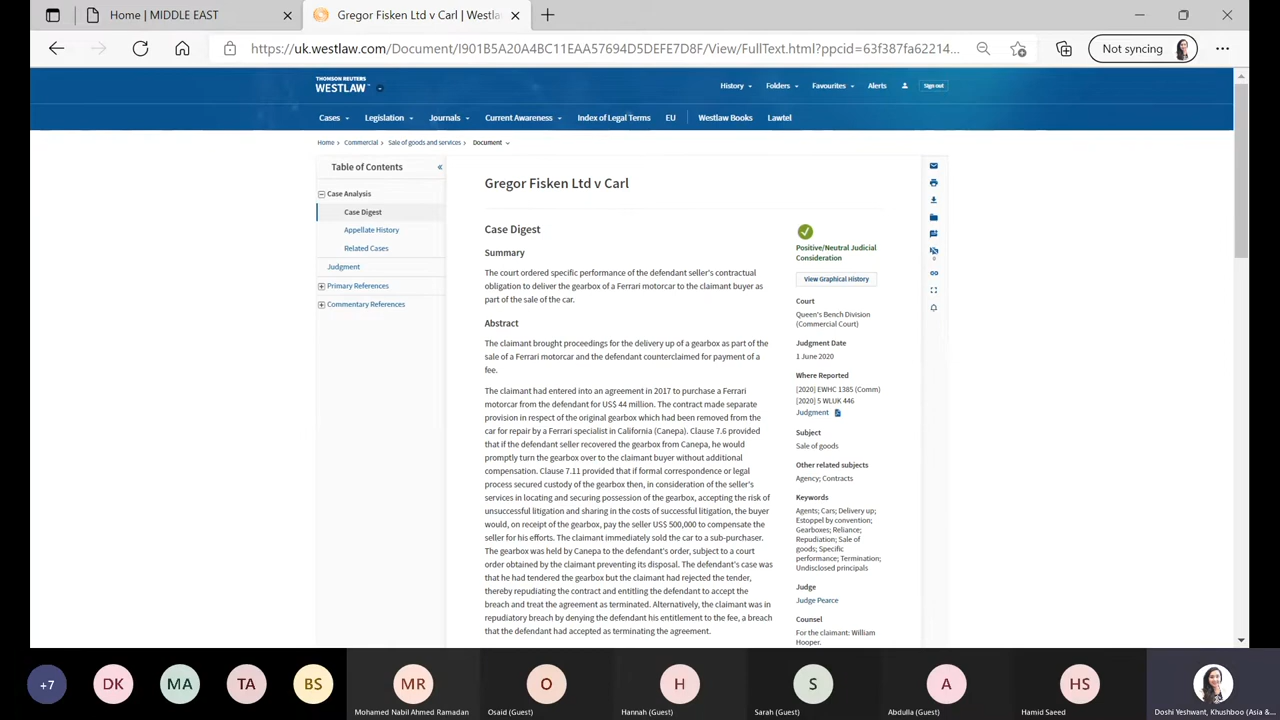 Home | MIDDLE EAST
Gregor Fisken Ltd v Carl | Westla
https://uk.westlaw.com/Document/I901B5A20A4BC11EAA57694D5DEFE7D8F/View/FullText.html?ppcid=63f387fa62214...
Not syncing
THOMSON REUTERS
WESTLAW
History
Folders
Favourites
Alerts
Sign out
Cases
Legislation
Journals
Current Awareness
Index of Legal Terms
EU
Westlaw Books
Lawtel
Home > Commercial > Sale of goods and services > Document
Table of Contents «
Case Analysis
Case Digest
Appellate History
Related Cases
Judgment
Primary References
Commentary References
Gregor Fisken Ltd v Carl
Case Digest
Summary
The court ordered specific performance of the defendant seller's contractual
obligation to deliver the gearbox of a Ferrari motorcar to the claimant buyer as
part of the sale of the car.
Abstract
The claimant brought proceedings for the delivery up of a gearbox as part of the
sale of a Ferrari motorcar and the defendant counterclaimed for payment of a
fee.
The claimant had entered into an agreement in 2017 to purchase a Ferrari
motorcar from the defendant for US$ 44 million. The contract made separate
provision in respect of the original gearbox which had been removed from the
car for repair by a Ferrari specialist in California (Canepa). Clause 7.6 provided
that if the defendant seller recovered the gearbox from Canepa, he would
promptly turn the gearbox over to the claimant buyer without additional
compensation. Clause 7.11 provided that if formal correspondence or legal
process secured custody of the gearbox then, in consideration of the seller's
services in locating and securing possession of the gearbox, accepting the risk of
unsuccessful litigation and sharing in the costs of successful litigation, the buyer
would, on receipt of the gearbox, pay the seller US$ 500,000 to compensate the
seller for his efforts. The claimant immediately sold the car to a sub-purchaser.
The gearbox was held by Canepa to the defendant's order, subject to a court
order obtained by the claimant preventing its disposal. The defendant's case was
that he had tendered the gearbox but the claimant had rejected the tender,
thereby repudiating the contract and entitling the defendant to accept the
breach and treat the agreement as terminated. Alternatively, the claimant was in
repudiatory breach by denying the defendant his entitlement to the fee, a breach
that the defendant had accepted as terminating the agreement.
Positive/Neutral Judicial
Consideration
View Graphical History
Court
Queen's Bench Division
(Commercial Court)
Judgment Date
1 June 2020
Where Reported
[2020] EWHC 1385 (Comm)
[2020] 5 WLUK 446
Judgment
Subject
Sale of goods
Other related subjects
Agency; Contracts
Keywords
Agents; Cars; Delivery up;
Estoppel by convention;
Gearboxes; Reliance;
Repudiation; Sale of
goods; Specific
performance; Termination;
Undisclosed principals
Judge
Judge Pearce
Counsel
For the claimant: William
Hooper.
0
+7
DK
MA
TA
BS
MR
Mohamed Nabil Ahmed Ramadan
O
Osaid (Guest)
H
Hannah (Guest)
S
Sarah (Guest)
A
Abdulla (Guest)
HS
Hamid Saeed
Doshi Yeshwant, Khushboo (Asia &...